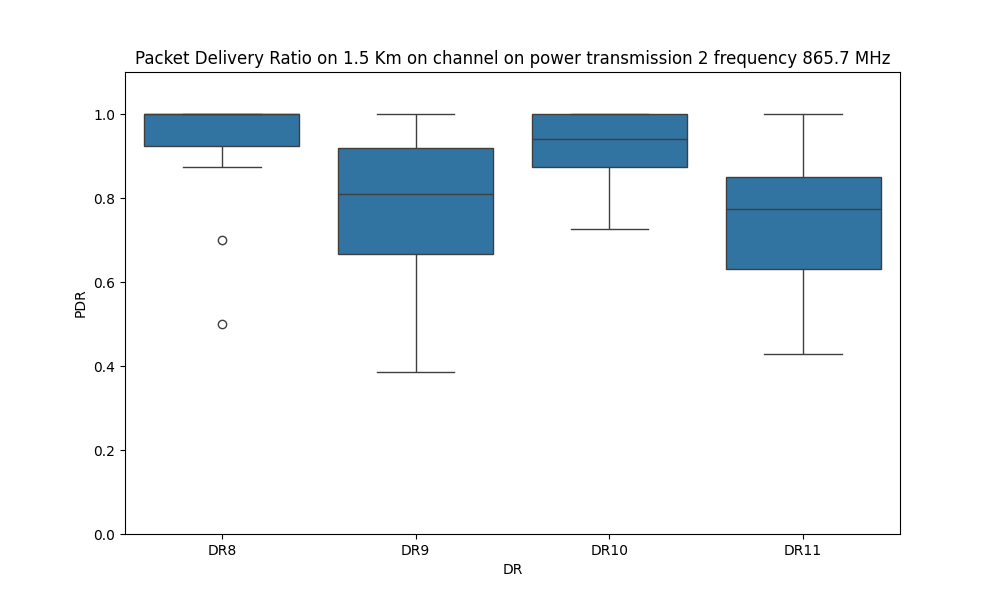 Packet Delivery Ratio on 1.5 Km on channel on power transmission 2 frequency 865.7 MHz
1.0
0.8
0.6
0.4
0.2
0.0
PDR
DR8 DR9 DR10 DR11
DR